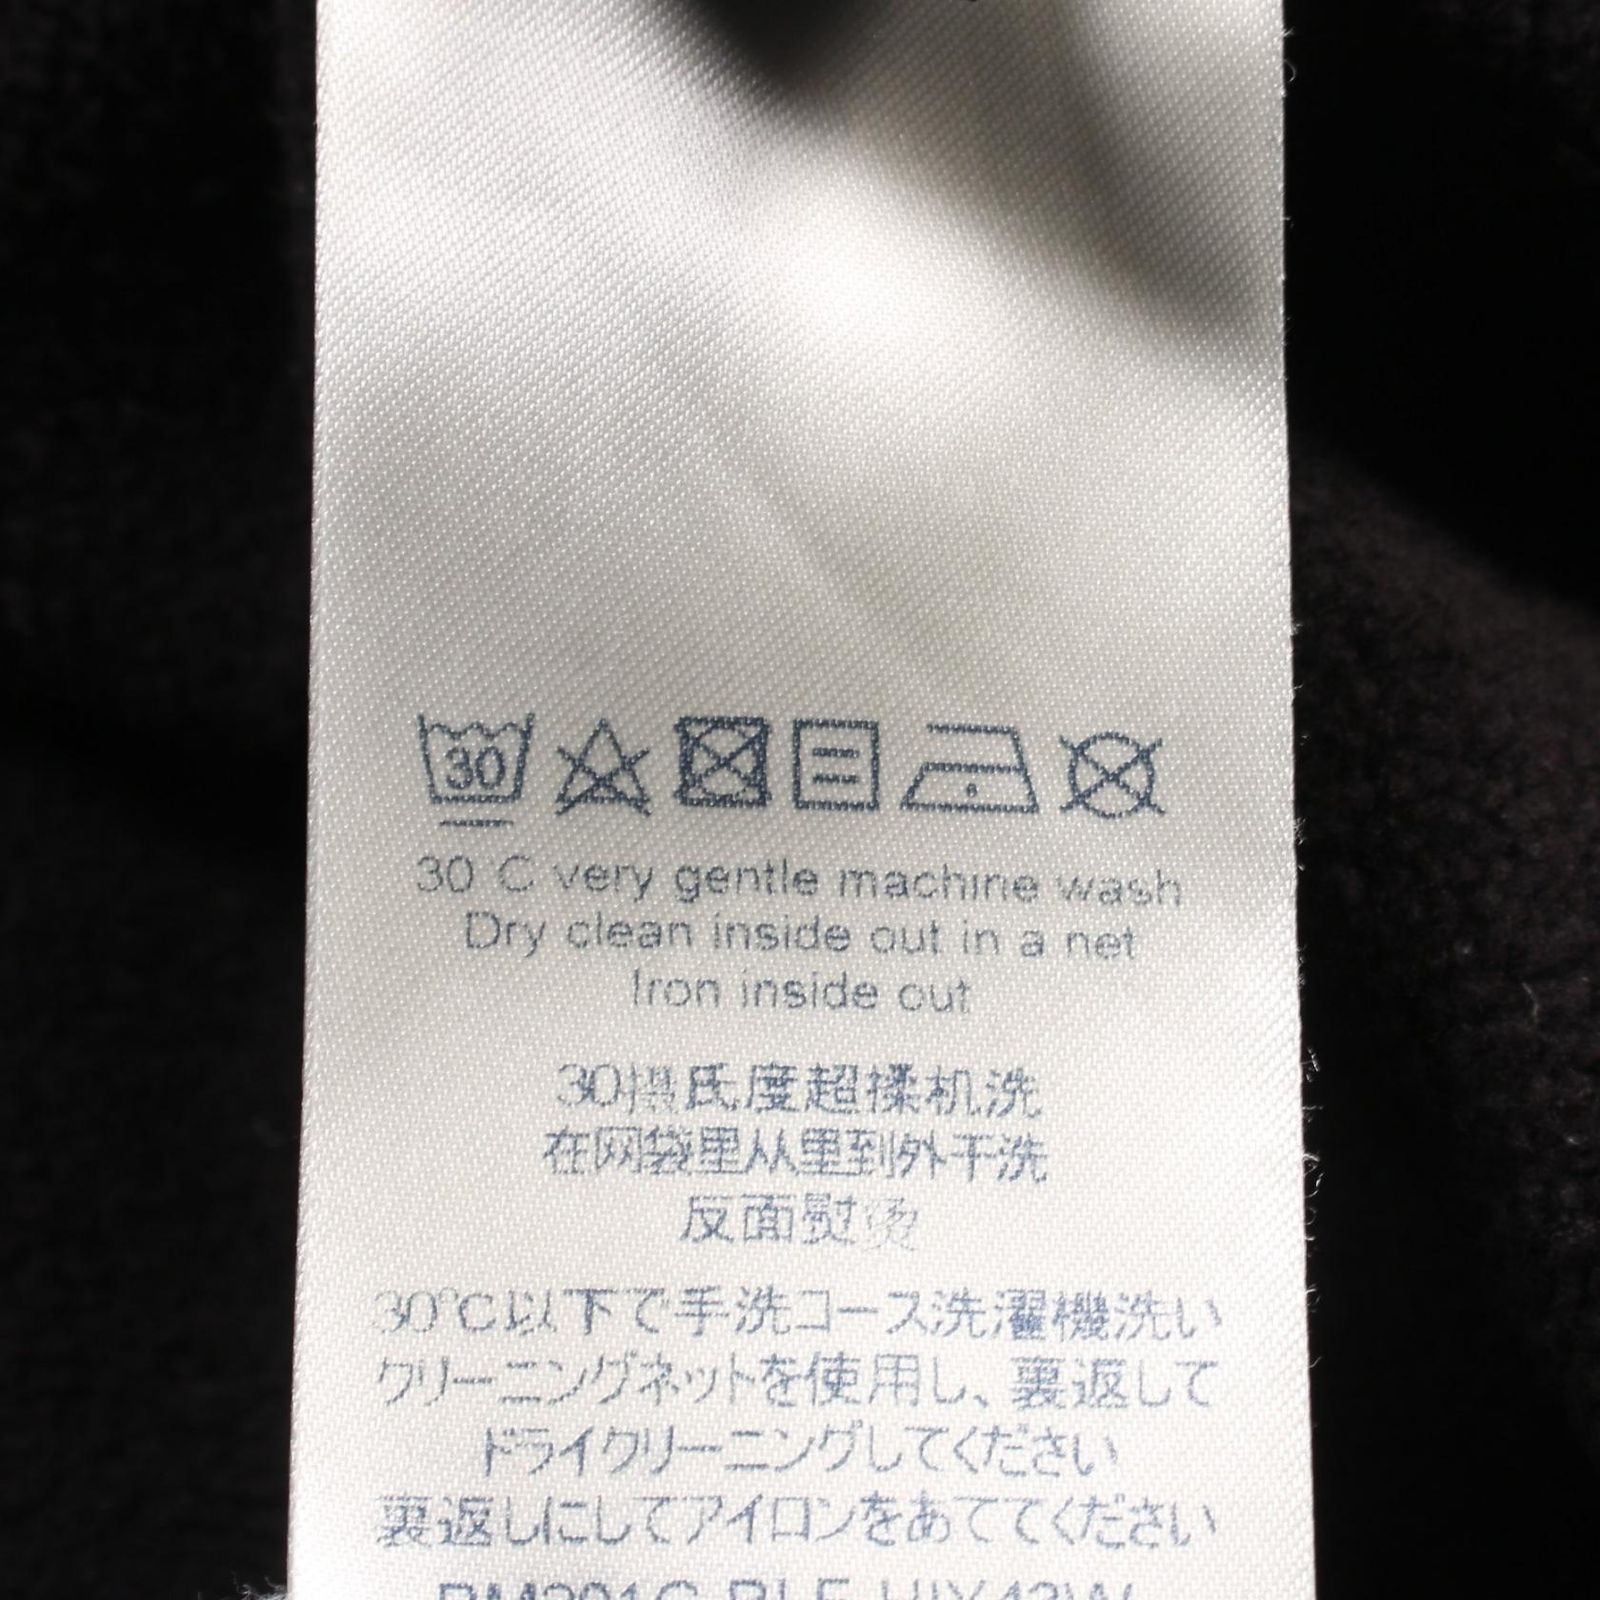 30
30°C very gentle machine wash
Dry clean inside out in a net
Iron inside out
30摄氏度超揉机洗
在网袋里从里到外干洗
反面熨烫
30℃以下で手洗コース洗濯機洗い
クリーニングネットを使用し、裏返して
ドライクリーニングしてください
裏返しにしてアイロンをあててください